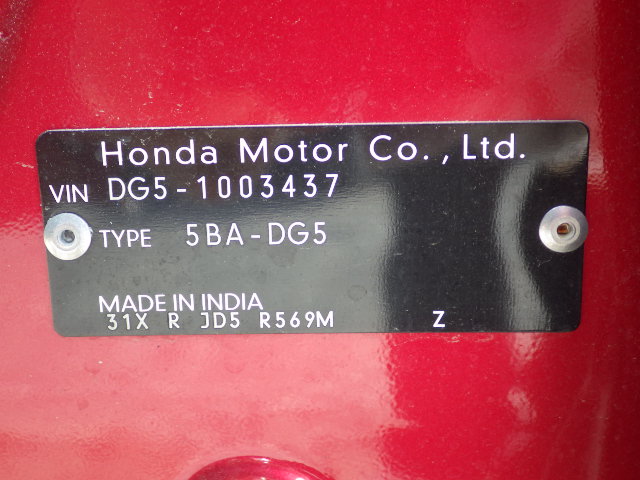 Honda Motor Co., Ltd.
VIN DG5-1003437
TYPE 5BA-DG5
MADE IN INDIA
31X R JD5 R569M Z